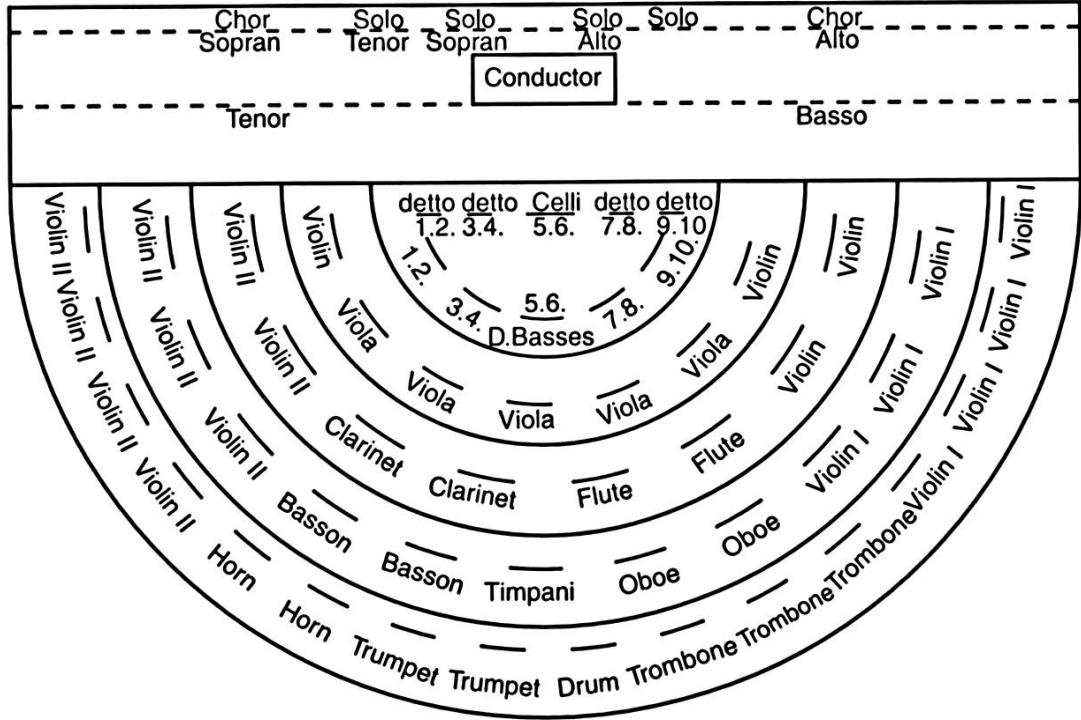 Chor Solo Solo Solo Solo Chor
Sopran Tenor Sopran Alto Alto
Conductor
Tenor Basso
detto detto Celli detto detto
1.2. 3.4. 5.6. 7.8. 9.10
1.2. 3.4. 5.6. 7.8. 9.10.
D.Basses
Violin Viola Viola Viola Viola Viola Violin
Violin II Violin II Clarinet Clarinet Flute Flute Violin Violin
Violin II Violin II Violin II Basson Basson Timpani Oboe Oboe Violin I Violin I Violin I
Violin II Violin II Violin II Violin II Horn Horn Trumpet Trumpet Drum Trombone Trombone Trombone Violin I Violin I Violin I Violin I